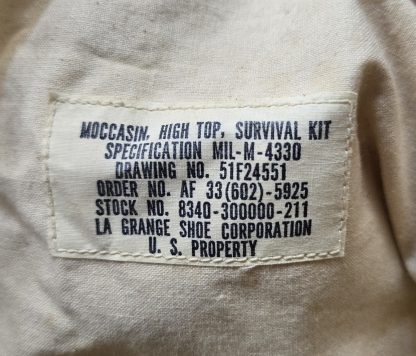 MOCCASIN, HIGH TOP, SURVIVAL KIT
SPECIFICATION MIL-M-4330
DRAWING NO. 51F24551
ORDER NO. AF 33(602)-5925
STOCK NO. 8340-300000-211
LA GRANGE SHOE CORPORATION
U. S. PROPERTY